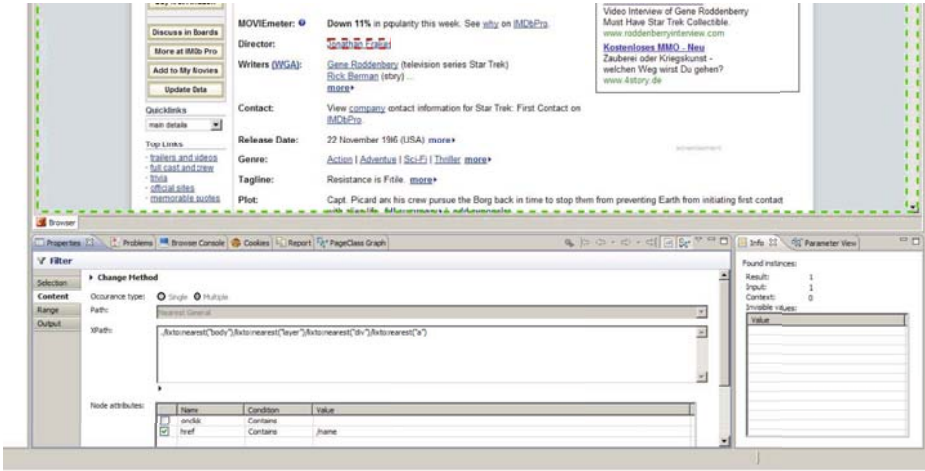 Buy it at Amazon
Discuss in Boards
More at IMDb Pro
Add to My Movies
Update Data
Quicklinks
main details
Top Links
- trailers and videos
- full cast and crew
- trivia
- official sites
- memorable quotes
MOVIEmeter:
Down 11% in popularity this week. See why on IMDbPro.
Director:
Jonathan Frakes
Writers (WGA):
Gene Roddenberry (television series Star Trek)
Rick Berman (story) ...
more
Contact:
View company contact information for Star Trek: First Contact on
IMDbPro.
Release Date:
22 November 1996 (USA) more
Genre:
Action | Adventure | Sci-Fi | Thriller more
Tagline:
Resistance is Futile. more
Plot:
Capt. Picard and his crew pursue the Borg back in time to stop them from preventing Earth from initiating first contact
Video Interview of Gene Roddenberry
Must Have Star Trek Collectible.
www.roddenberryinterview.com
Kostenloses MMO - Neu
Zauberei oder Kriegskunst -
welchen Weg wirst Du gehen?
www.4story.de
advertisement
Browser
Properties
Problems
Browser Console
Cookies
Report
PageClass Graph
Filter
Selection
Content
Range
Output
Change Method
Occurance type:
Single
Multiple
Path:
Nearest General
XPath:
./lixto:nearest("body")/lixto:nearest("layer")/lixto:nearest("div")/lixto:nearest("a")
Node attributes:
Name
Condition
Value
onclick
Contains
href
Contains
/name
Info
Parameter View
Found instances:
Result: 1
Input: 1
Context: 0
Invisible values:
Value